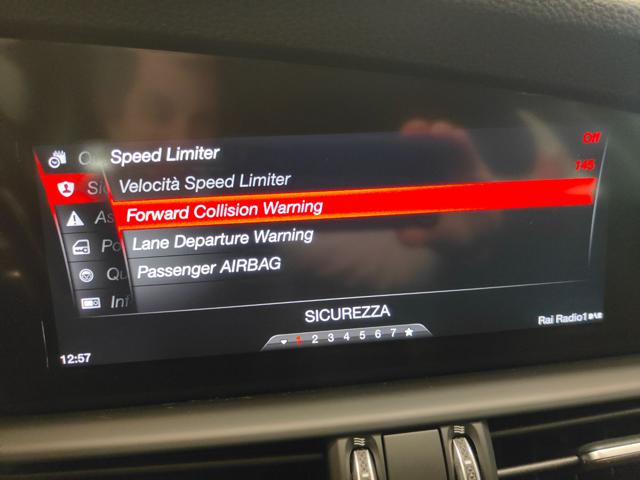 Speed Limiter Off
Velocità Speed Limiter 145
Forward Collision Warning
Lane Departure Warning
Passenger AIRBAG
SICUREZZA
1 2 3 4 5 6 7
Rai Radio1
12:57